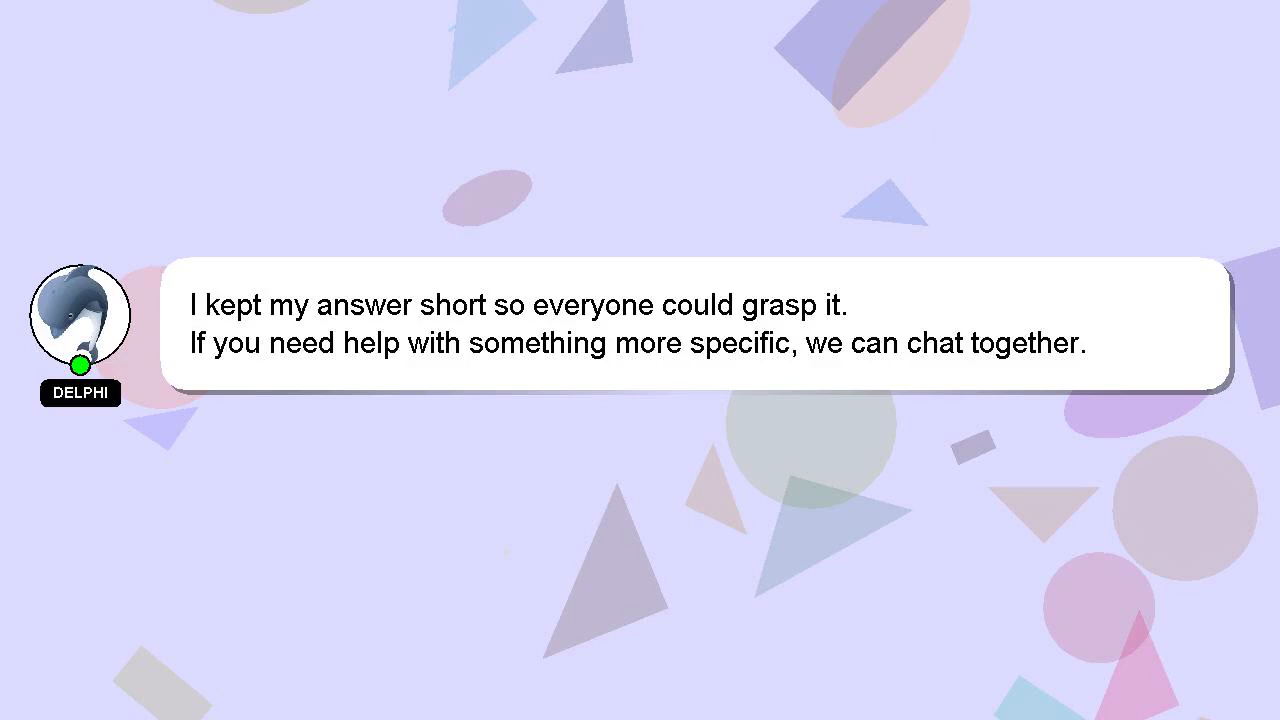 I kept my answer short so everyone could grasp it.
If you need help with something more specific, we can chat together.
DELPHI